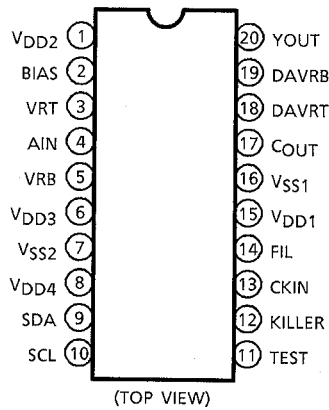 VDD2 1 20 YOUT
BIAS 2 19 DAVRB
VRT 3 18 DAVRT
AIN 4 17 COUT
VRB 5 16 VSS1
VDD3 6 15 VDD1
VSS2 7 14 FIL
VDD4 8 13 CKIN
SDA 9 12 KILLER
SCL 10 11 TEST
(TOP VIEW)